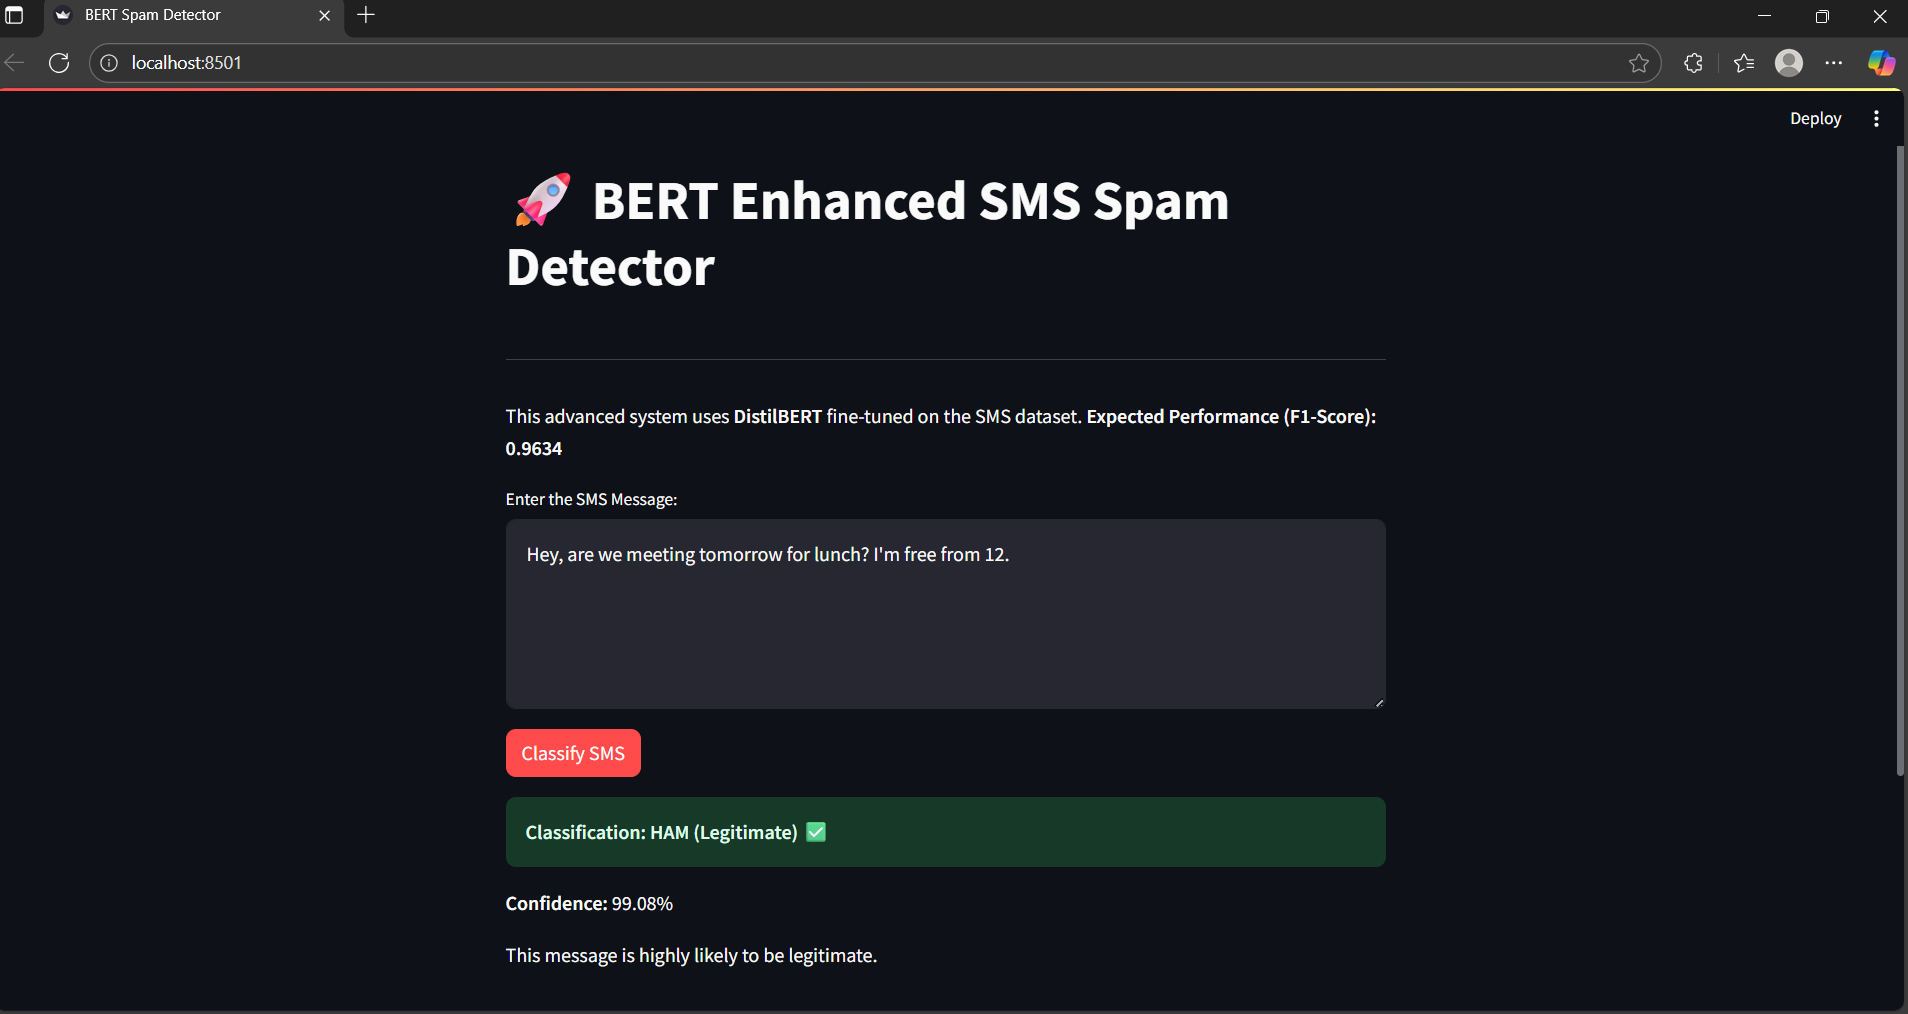 BERT Spam Detector
localhost:8501
Deploy
🚀 BERT Enhanced SMS Spam
Detector
This advanced system uses DistilBERT fine-tuned on the SMS dataset. Expected Performance (F1-Score):
0.9634
Enter the SMS Message:
Hey, are we meeting tomorrow for lunch? I'm free from 12.
Classify SMS
Classification: HAM (Legitimate) ✅
Confidence: 99.08%
This message is highly likely to be legitimate.